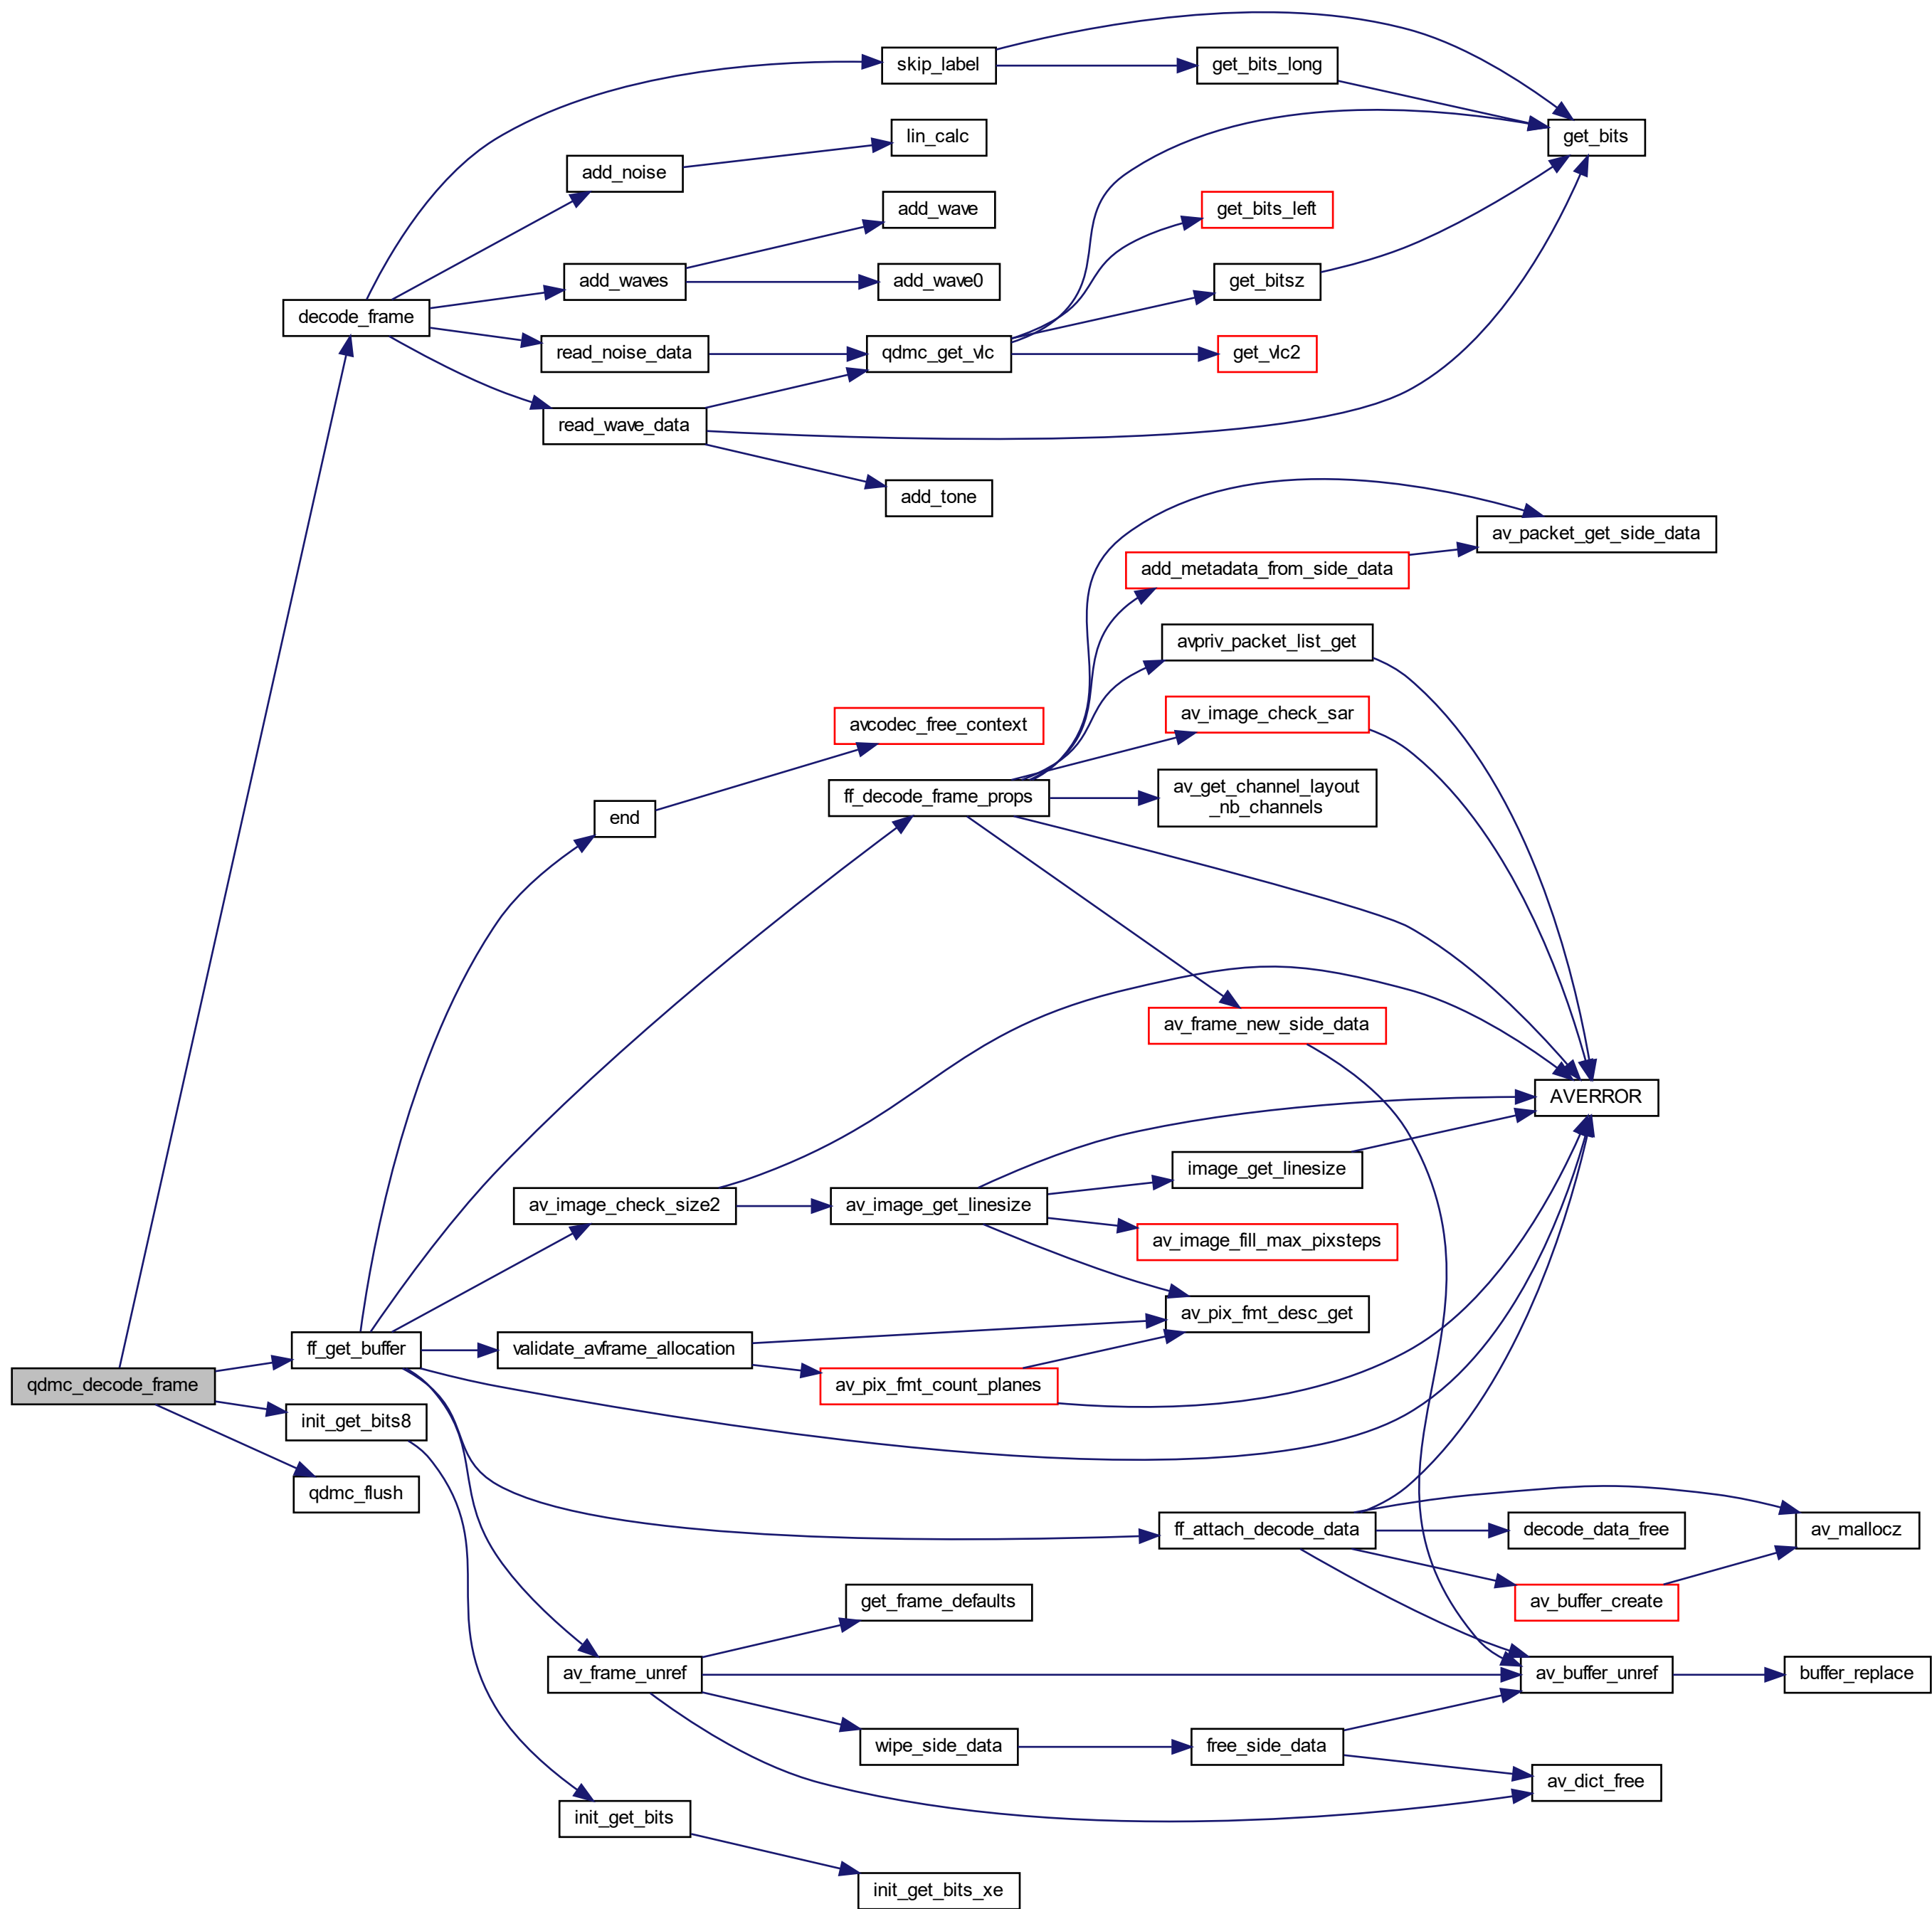 skip_label
get_bits_long
lin_calc
get_bits
add_noise
add_wave
get_bits_left
add_waves
add_wave0
get_bitsz
decode_frame
read_noise_data
qdmc_get_vlc
get_vlc2
read_wave_data
add_tone
av_packet_get_side_data
add_metadata_from_side_data
avpriv_packet_list_get
avcodec_free_context
av_image_check_sar
end
ff_decode_frame_props
av_get_channel_layout
_nb_channels
av_frame_new_side_data
AVERROR
image_get_linesize
av_image_check_size2
av_image_get_linesize
av_image_fill_max_pixsteps
av_pix_fmt_desc_get
ff_get_buffer
validate_avframe_allocation
qdmc_decode_frame
av_pix_fmt_count_planes
init_get_bits8
qdmc_flush
ff_attach_decode_data
decode_data_free
av_mallocz
get_frame_defaults
av_buffer_create
av_frame_unref
av_buffer_unref
buffer_replace
wipe_side_data
free_side_data
av_dict_free
init_get_bits
init_get_bits_xe